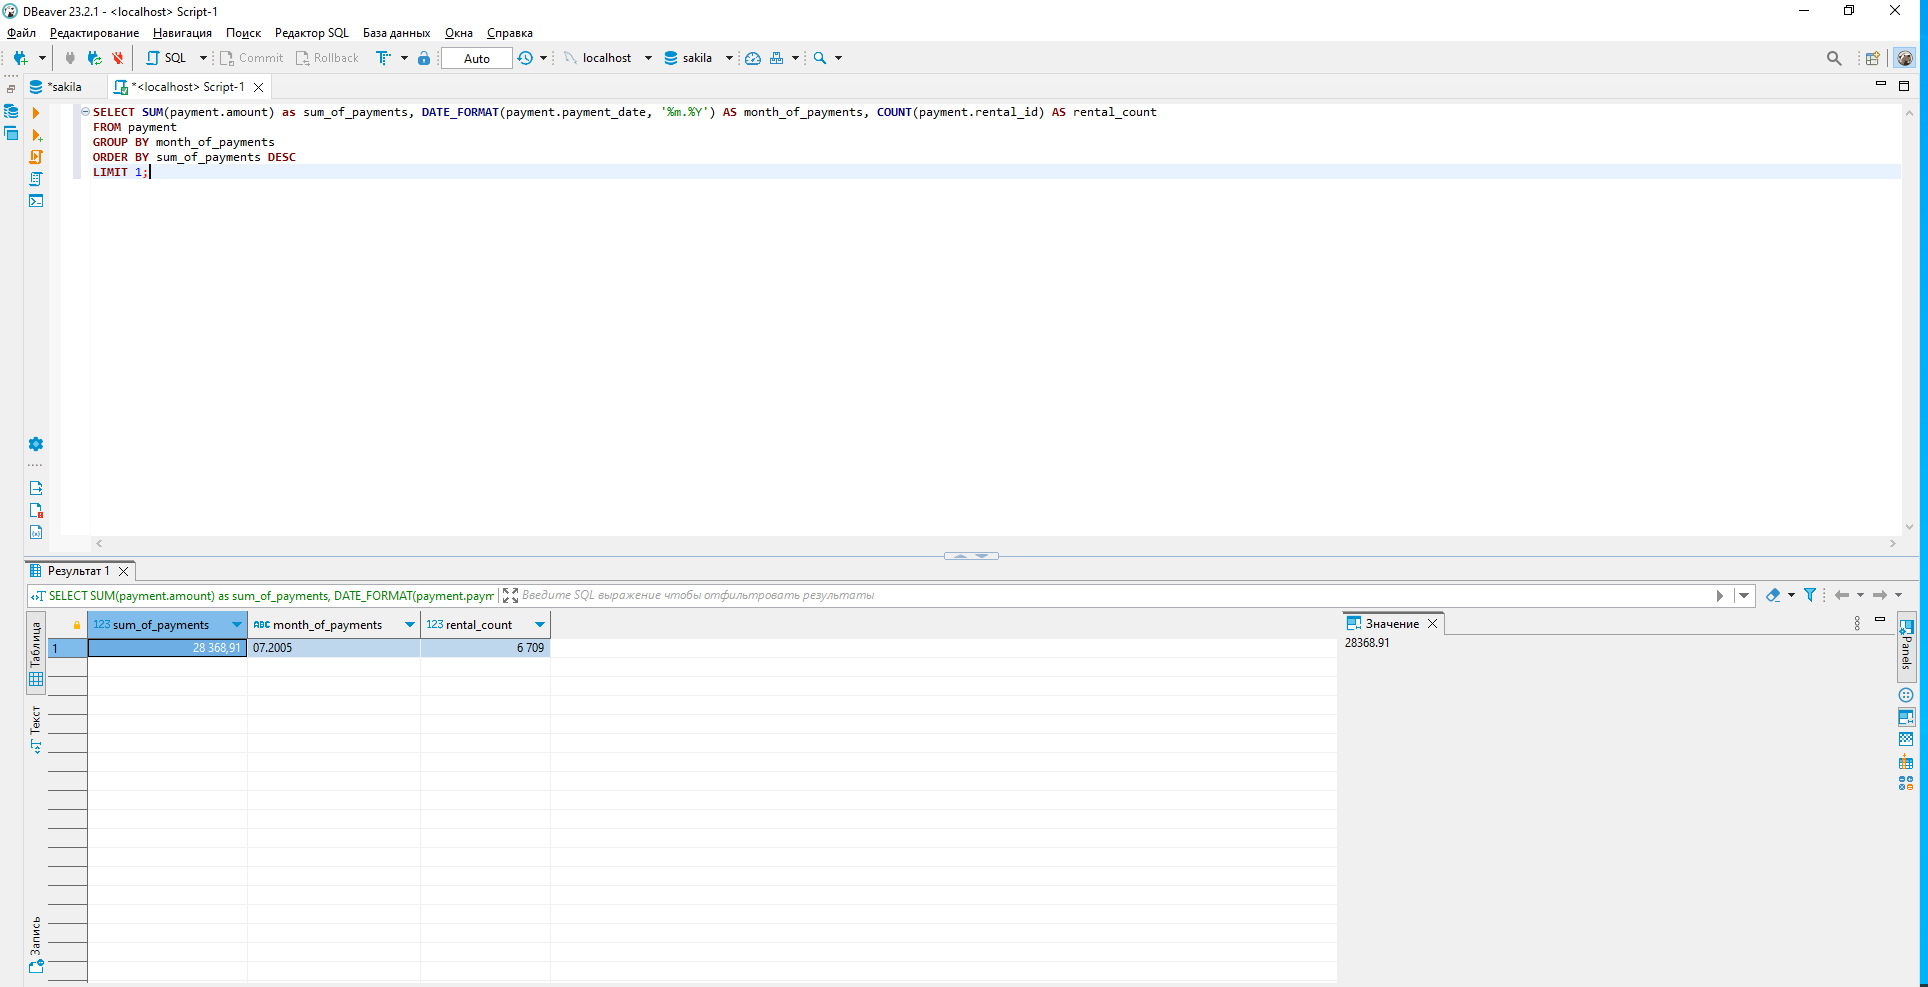 DBeaver 23.2.1 - <localhost> Script-1
Файл Редактирование Навигация Поиск Редактор SQL База данных Окна Справка
SQL Commit Rollback Auto localhost sakila
*sakila *<localhost> Script-1
SELECT SUM(payment.amount) as sum_of_payments, DATE_FORMAT(payment.payment_date, '%m.%Y') AS month_of_payments, COUNT(payment.rental_id) AS rental_count
FROM payment
GROUP BY month_of_payments
ORDER BY sum_of_payments DESC
LIMIT 1;
Результат 1
SELECT SUM(payment.amount) as sum_of_payments, DATE_FORMAT(payment.paym Введите SQL выражение чтобы отфильтровать результаты
123 sum_of_payments ABC month_of_payments 123 rental_count
1 28 368,91 07.2005 6 709
Значение
28368.91
Таблица
Текст
Запись
Panels